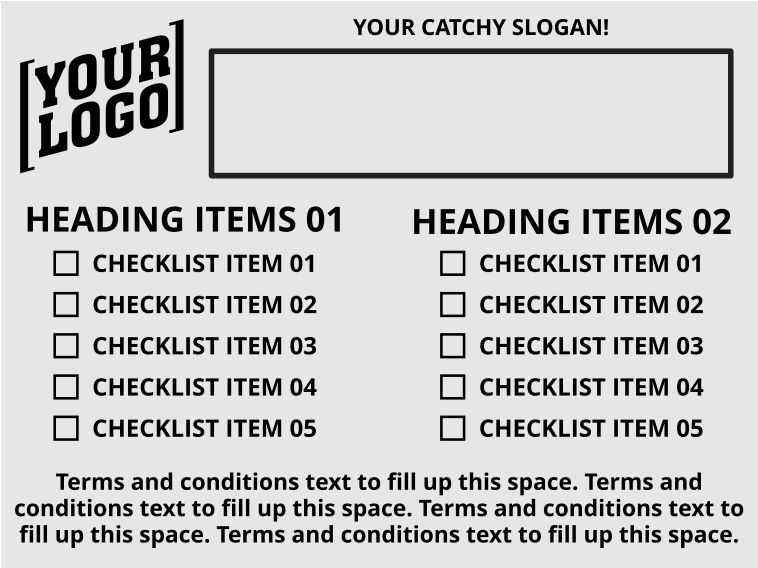 YOUR LOGO
YOUR CATCHY SLOGAN!
HEADING ITEMS 01
CHECKLIST ITEM 01
CHECKLIST ITEM 02
CHECKLIST ITEM 03
CHECKLIST ITEM 04
CHECKLIST ITEM 05
HEADING ITEMS 02
CHECKLIST ITEM 01
CHECKLIST ITEM 02
CHECKLIST ITEM 03
CHECKLIST ITEM 04
CHECKLIST ITEM 05
Terms and conditions text to fill up this space. Terms and
conditions text to fill up this space. Terms and conditions text to
fill up this space. Terms and conditions text to fill up this space.